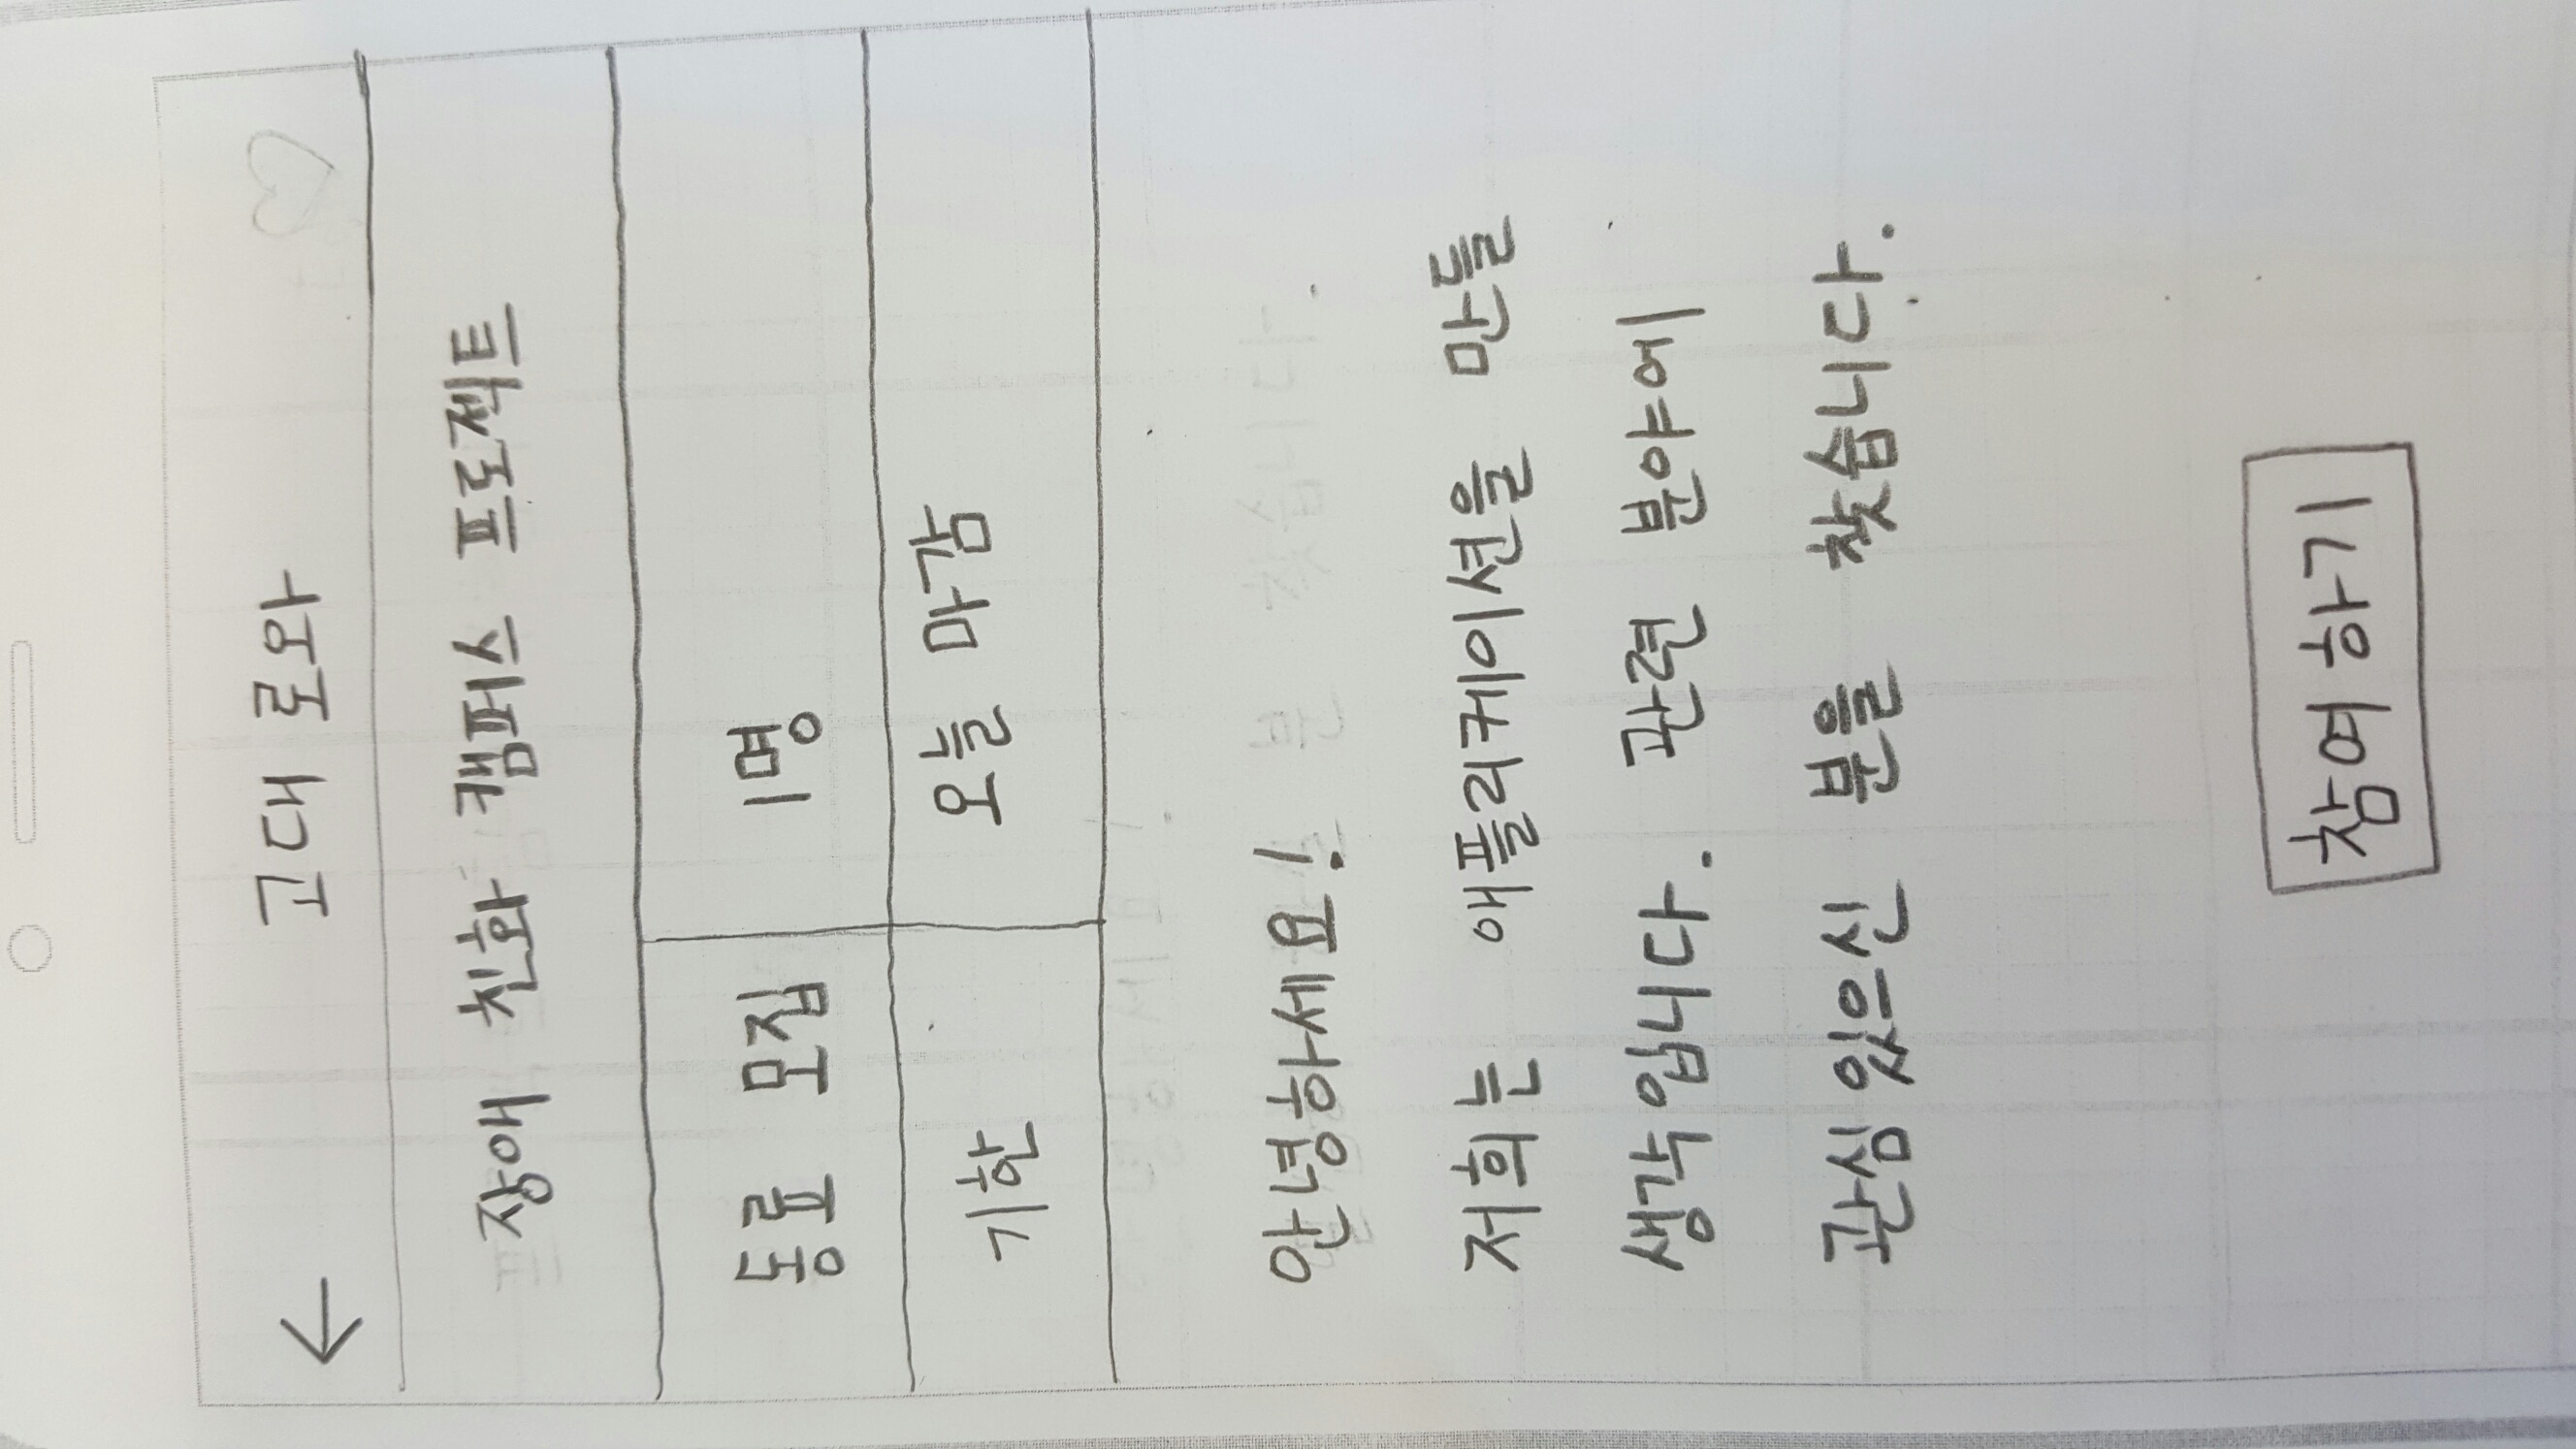 고대 로와
장애 친화 캠퍼스 프로젝트
동료 모집 1명
기한 오늘 마감
안녕하세요!
저희는 애플리케이션을 만들
생각입니다. 관련 분야에
관심있으신 분을 찾습니다.
참여하기